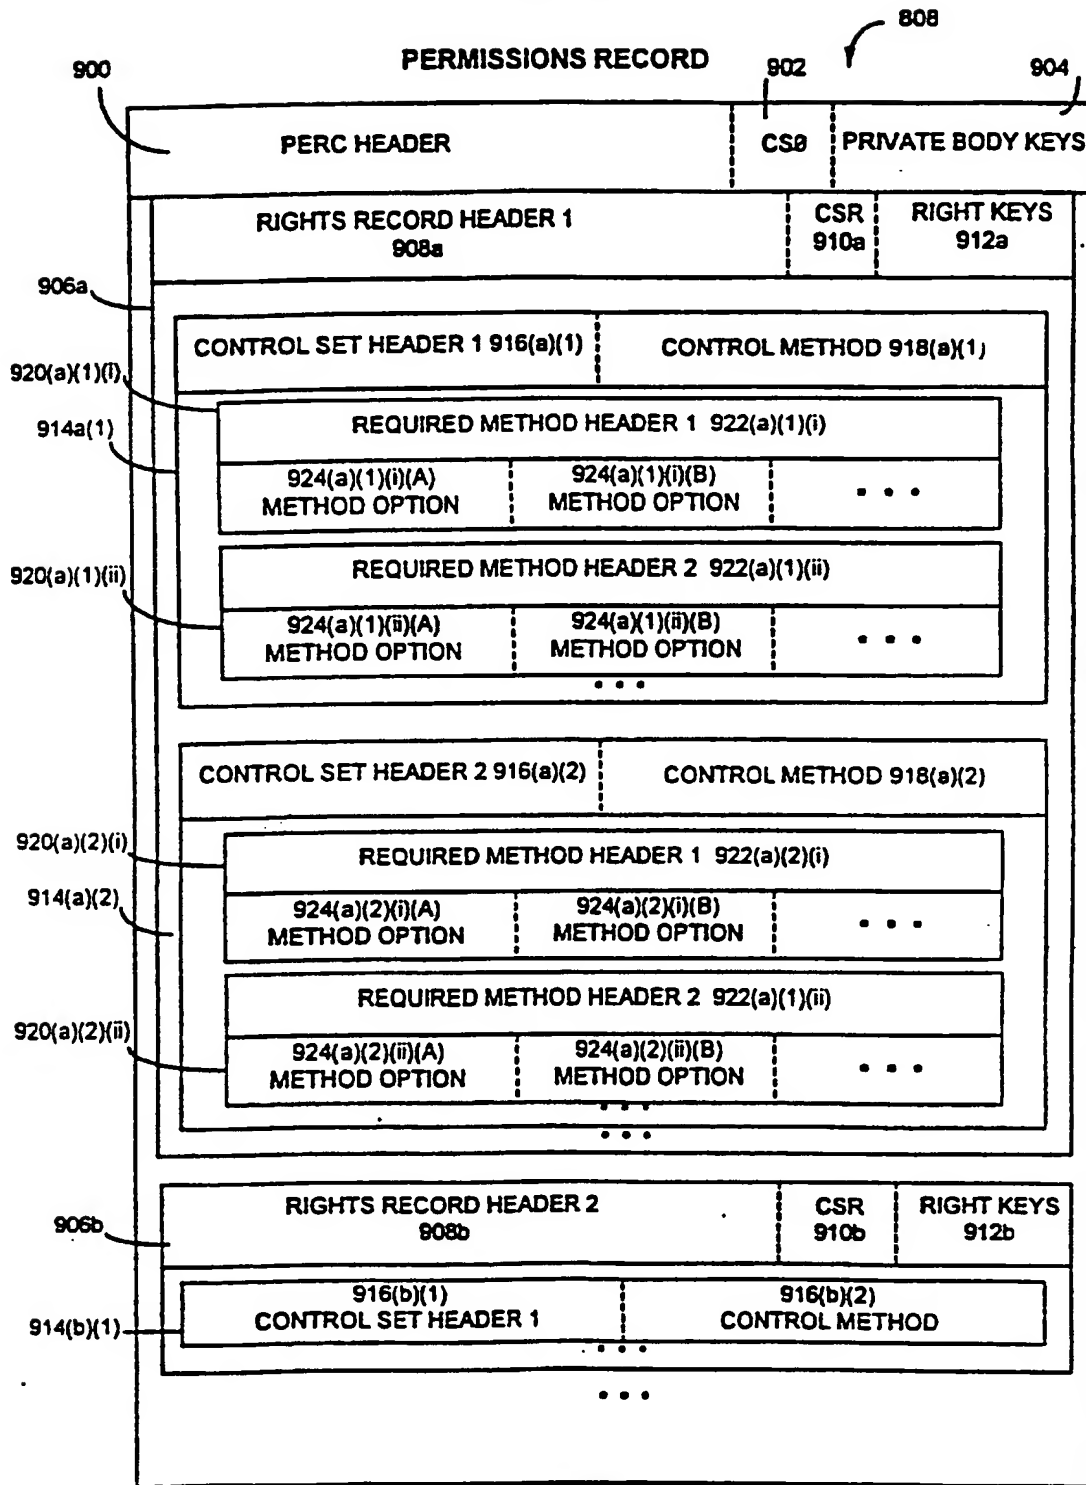 808
PERMISSIONS RECORD
900
902
904
PERC HEADER
CS0
PRIVATE BODY KEYS
RIGHTS RECORD HEADER 1
908a
CSR
910a
RIGHT KEYS
912a
906a
CONTROL SET HEADER 1 916(a)(1)
CONTROL METHOD 918(a)(1)
920(a)(1)(i)
REQUIRED METHOD HEADER 1 922(a)(1)(i)
914a(1)
924(a)(1)(i)(A)
METHOD OPTION
924(a)(1)(i)(B)
METHOD OPTION
• • •
920(a)(1)(ii)
REQUIRED METHOD HEADER 2 922(a)(1)(ii)
924(a)(1)(ii)(A)
METHOD OPTION
924(a)(1)(ii)(B)
METHOD OPTION
• • •
• • •
CONTROL SET HEADER 2 916(a)(2)
CONTROL METHOD 918(a)(2)
920(a)(2)(i)
REQUIRED METHOD HEADER 1 922(a)(2)(i)
914(a)(2)
924(a)(2)(i)(A)
METHOD OPTION
924(a)(2)(i)(B)
METHOD OPTION
• • •
REQUIRED METHOD HEADER 2 922(a)(1)(ii)
920(a)(2)(ii)
924(a)(2)(ii)(A)
METHOD OPTION
924(a)(2)(ii)(B)
METHOD OPTION
• • •
• • •
• • •
RIGHTS RECORD HEADER 2
908b
CSR
910b
RIGHT KEYS
912b
906b
916(b)(1)
CONTROL SET HEADER 1
916(b)(2)
CONTROL METHOD
914(b)(1)
• • •
• • •